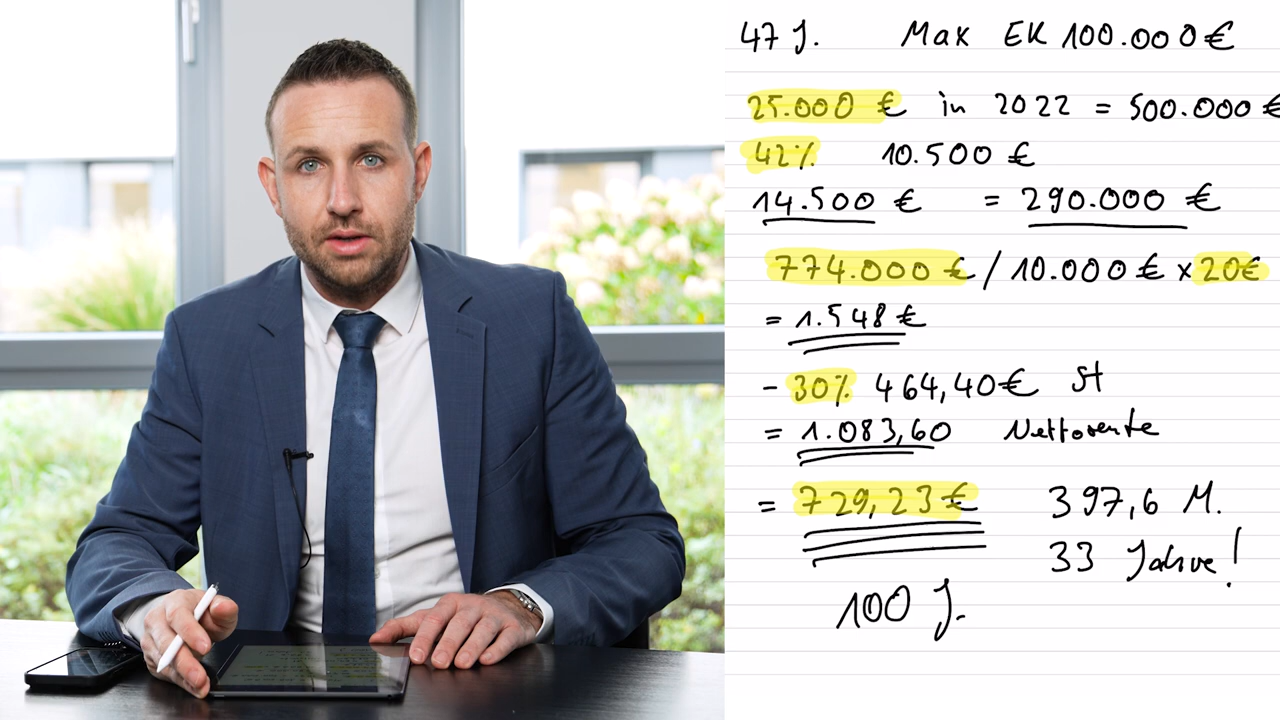 47 J. Max EK 100.000 €
25.000 € in 2022 = 500.000 €
42% 10.500 €
14.500 € = 290.000 €
774.000 € / 10.000 € x 20€
= 1.548 €
- 30% 464,40€ St
= 1.083,60 Nettorente
= 729,23 € 397,6 M.
33 Jahre!
100 J.